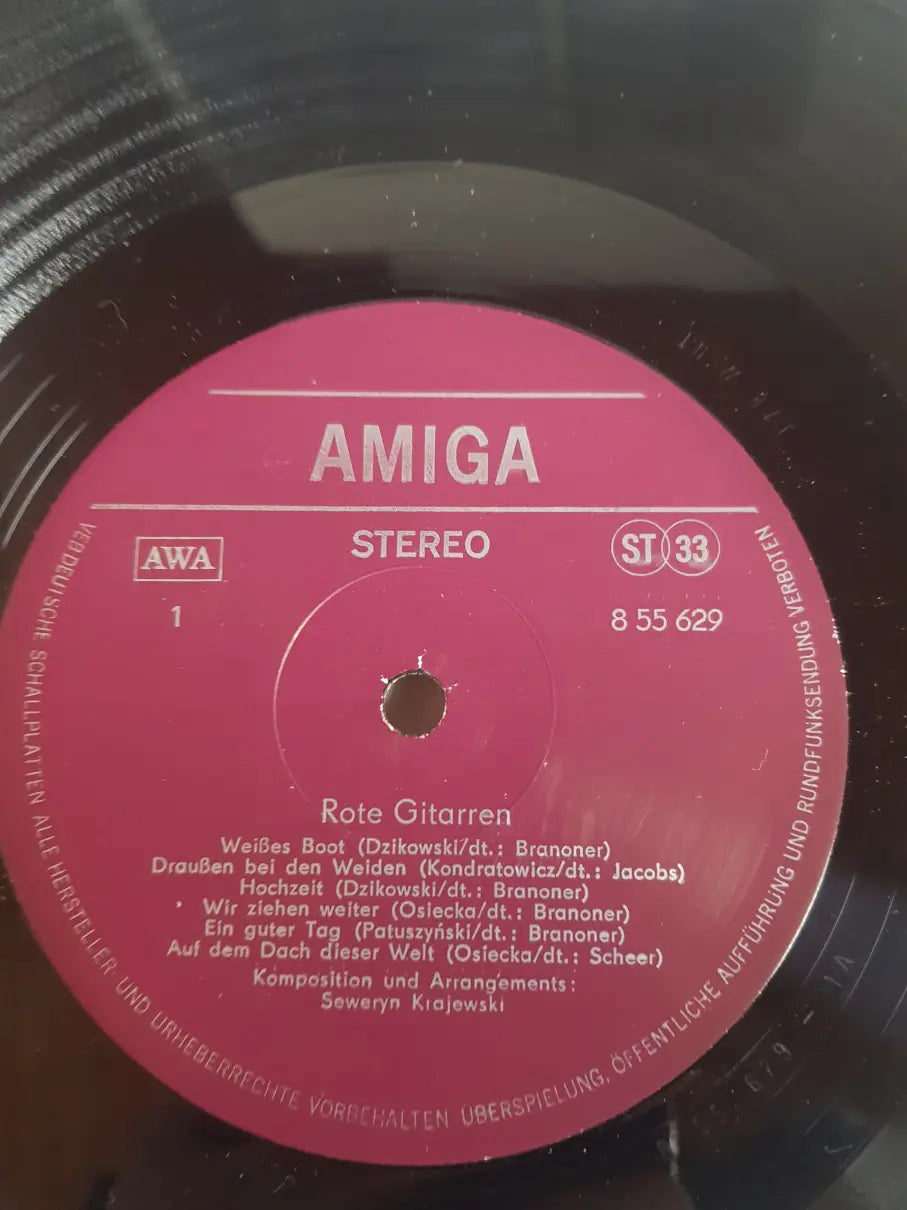 AMIGA
AWA
STEREO
ST 33
1
8 55 629
Rote Gitarren
Weißes Boot (Dzikowski/dt.: Branoner)
Draußen bei den Weiden (Kondratowicz/dt.: Jacobs)
Hochzeit (Dzikowski/dt.: Branoner)
Wir ziehen weiter (Osiecka/dt.: Branoner)
Ein guter Tag (Patuszyński/dt.: Branoner)
Auf dem Dach dieser Welt (Osiecka/dt.: Scheer)
Komposition und Arrangements:
Seweryn Krajewski
VEB DEUTSCHE SCHALLPLATTEN ALLE HERSTELLER- UND URHEBERRECHTE VORBEHALTEN ÜBERSPIELUNG, ÖFFENTLICHE AUFFÜHRUNG UND RUNDFUNKSENDUNG VERBOTEN